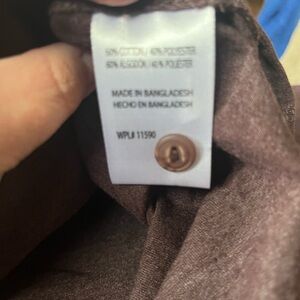 60% COTTON / 40% POLYESTER
60% ALGODÓN / 40% POLIÉSTER
MADE IN BANGLADESH
HECHO EN BANGLADESH
WPL# 11590